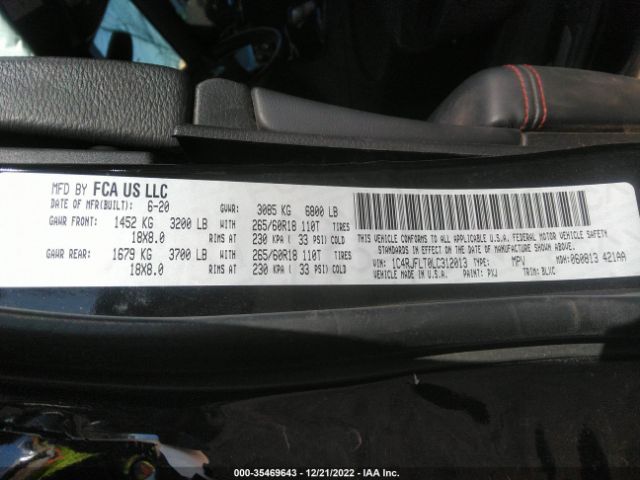 MFD BY FCA US LLC
DATE OF MFR(BUILT): 6-20 GVWR: 3085 KG 6800 LB
GAWR FRONT: 1452 KG 3200 LB WITH 265/60R18 110T TIRES
18X8.0 RIMS AT 230 KPA ( 33 PSI) COLD
GAWR REAR: 1679 KG 3700 LB WITH 265/60R18 110T TIRES
18X8.0 RIMS AT 230 KPA ( 33 PSI) COLD
THIS VEHICLE CONFORMS TO ALL APPLICABLE U.S.A. FEDERAL MOTOR VEHICLE SAFETY
STANDARDS IN EFFECT ON THE DATE OF MANUFACTURE SHOWN ABOVE.
VIN: 1C4RJFLT0LC312013 TYPE: MPV MDH: 060813 421AA
MADE IN U.S.A. PAINT: PXJ TRIM: BLXC
000-35469643 - 12/21/2022 - IAA Inc.